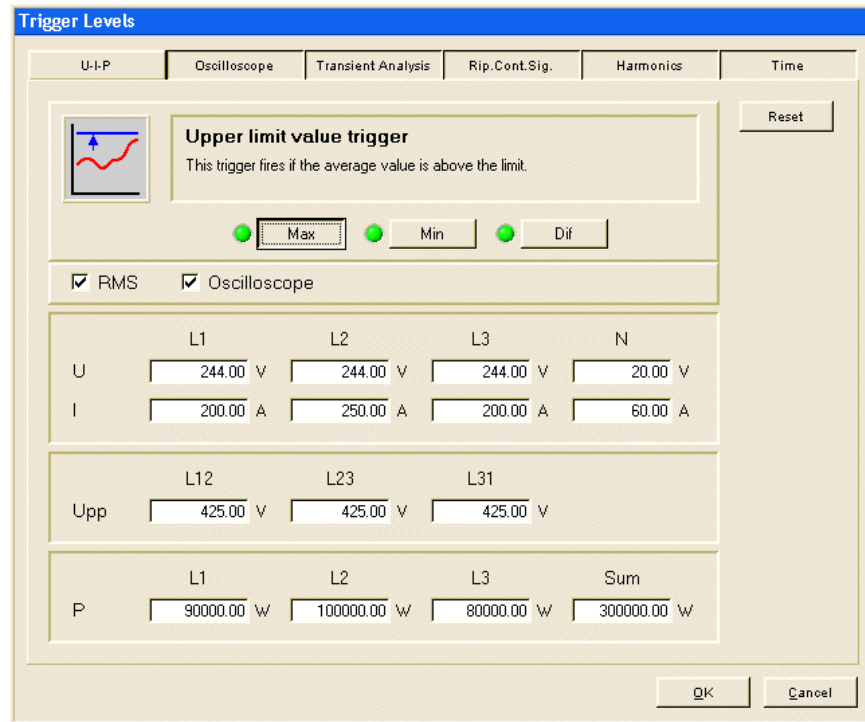 Trigger Levels
U-I-P Oscilloscope Transient Analysis Rip.Cont.Sig. Harmonics Time
Reset
Upper limit value trigger
This trigger fires if the average value is above the limit.
Max Min Dif
RMS Oscilloscope
L1 L2 L3 N
U 244.00 V 244.00 V 244.00 V 20.00 V
I 200.00 A 250.00 A 200.00 A 60.00 A
L12 L23 L31
Upp 425.00 V 425.00 V 425.00 V
L1 L2 L3 Sum
P 90000.00 W 100000.00 W 80000.00 W 300000.00 W
OK Cancel